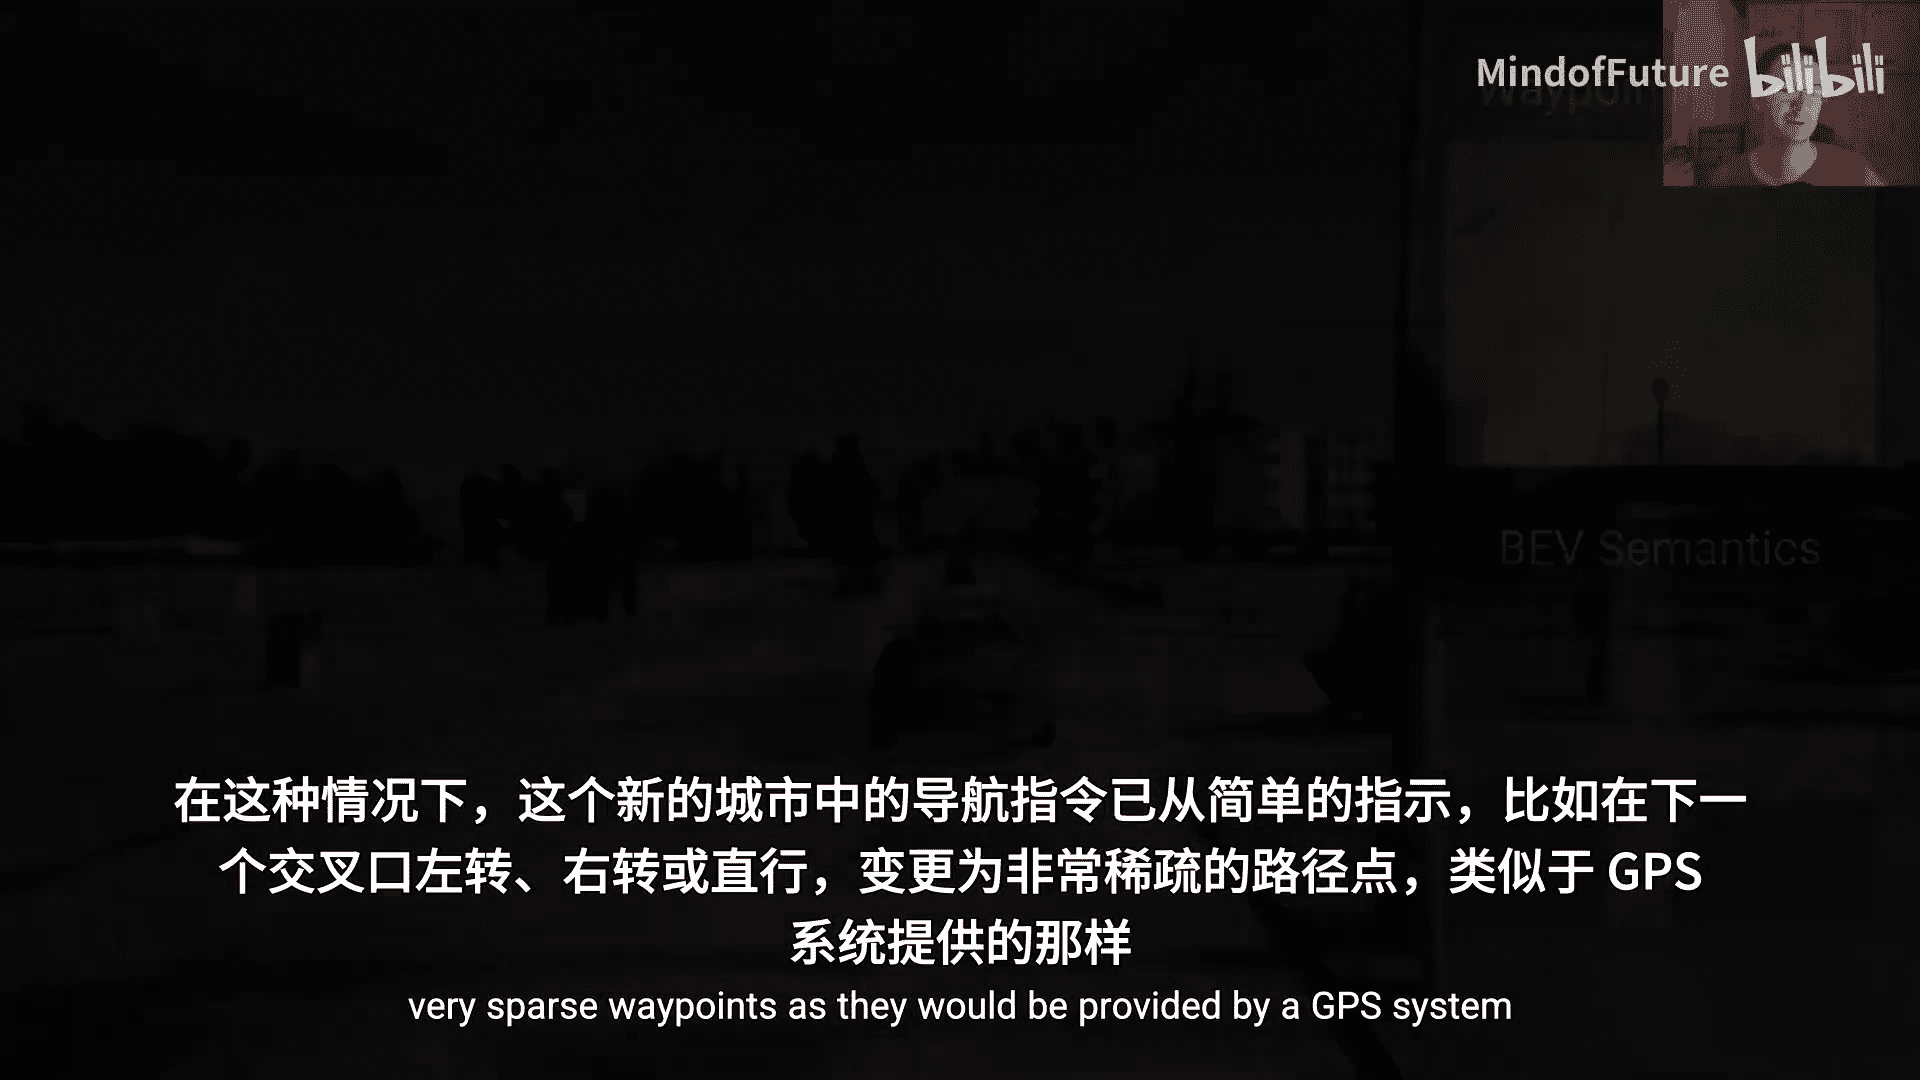 MindofFuture bilibili
Waypoin
BEV Semantics
在这种情况下，这个新的城市中的导航指令已从简单的指示，比如在下一
个交叉口左转、右转或直行，变更为非常稀疏的路径点，类似于 GPS
系统提供的那样
very sparse waypoints as they would be provided by a GPS system